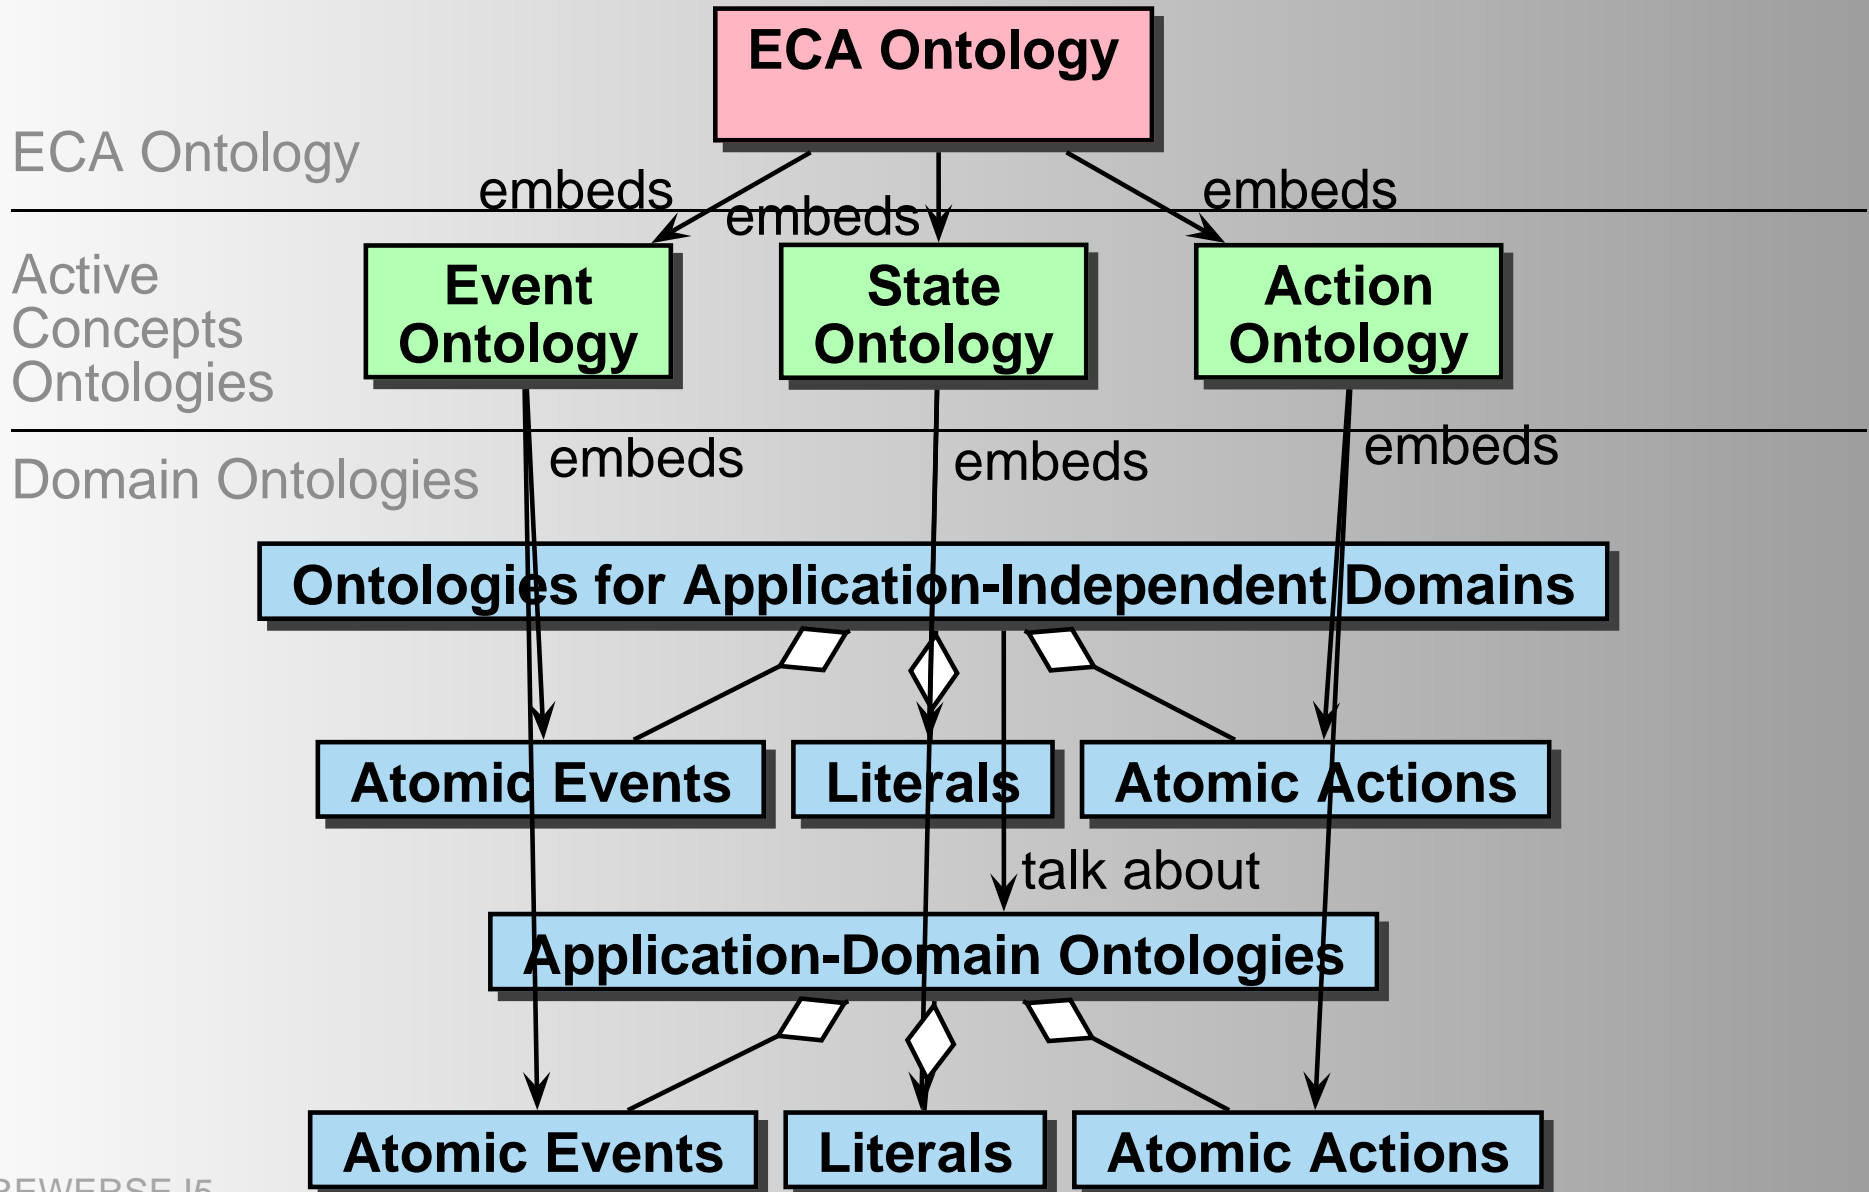 ECA Ontology
ECA Ontology
embeds
embeds
embeds
Active
Concepts
Ontologies
Event
Ontology
State
Ontology
Action
Ontology
Domain Ontologies
embeds
embeds
embeds
Ontologies for Application-Independent Domains
Atomic Events
Literals
Atomic Actions
talk about
Application-Domain Ontologies
Atomic Events
Literals
Atomic Actions